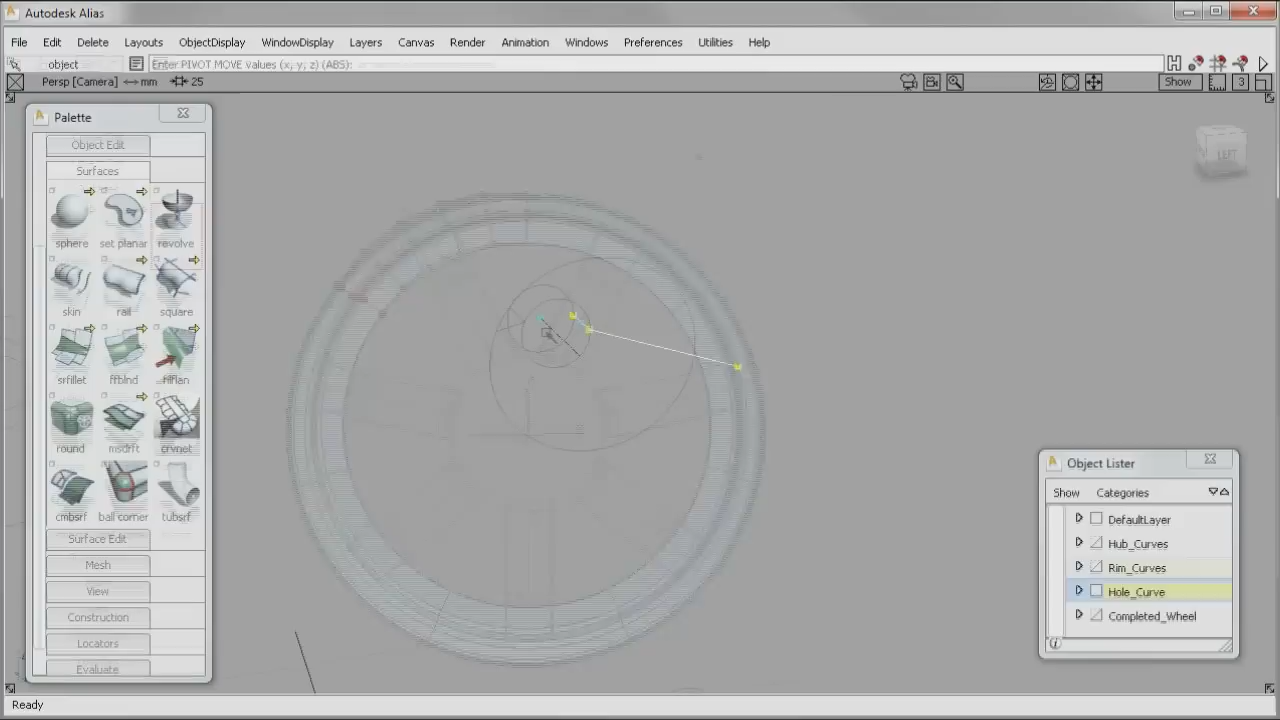 Autodesk Alias
File Edit Delete Layouts ObjectDisplay WindowDisplay Layers Canvas Render Animation Windows Preferences Utilities Help
object Enter PIVOT MOVE values (x, y, z) (ABS):
Persp [Camera] mm 25 Show 3
Palette
Object Edit
Surfaces
sphere set planar revolve
skin rail square
srfillet ffblnd
round msdrft crvnet
cmbsrf ball corner tubsrf
Surface Edit
Mesh
View
Construction
Locators
Evaluate
LEFT
Object Lister
Show Categories
DefaultLayer
Hub_Curves
Rim_Curves
Hole_Curve
Completed_Wheel
Ready